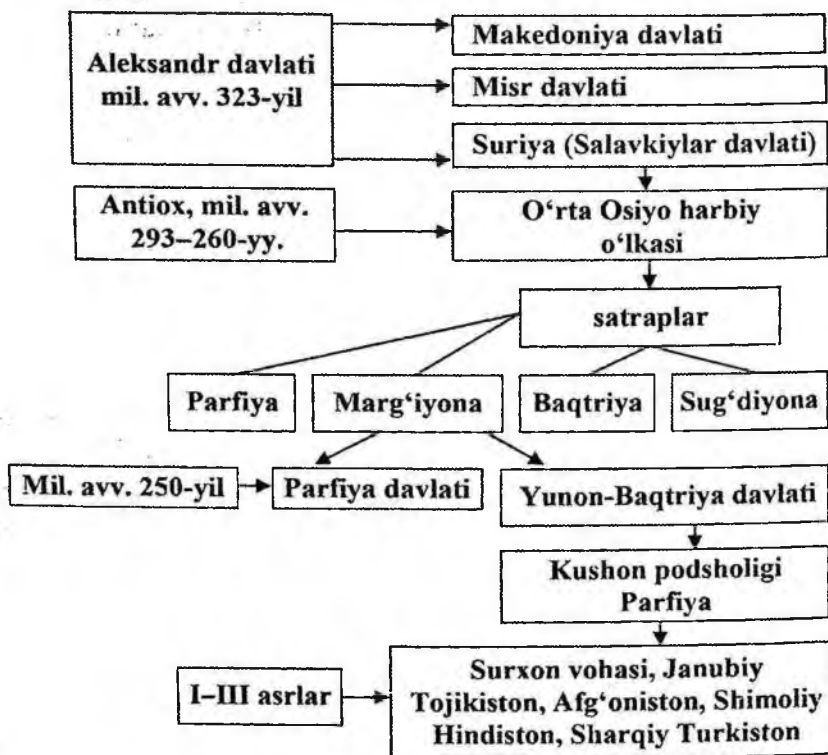 Aleksandr davlati
mil. avv. 323-yil
Makedoniya davlati
Misr davlati
Suriya (Salavkiylar davlati)
Antiox, mil. avv.
293–260-yy.
O‘rta Osiyo harbiy
o‘lkasi
satraplar
Parfiya
Marg‘iyona
Baqtriya
Sug‘diyona
Mil. avv. 250-yil
Parfiya davlati
Yunon-Baqtriya davlati
Kushon podsholigi
Parfiya
I–III asrlar
Surxon vohasi, Janubiy
Tojikiston, Afg‘oniston, Shimoliy
Hindiston, Sharqiy Turkiston